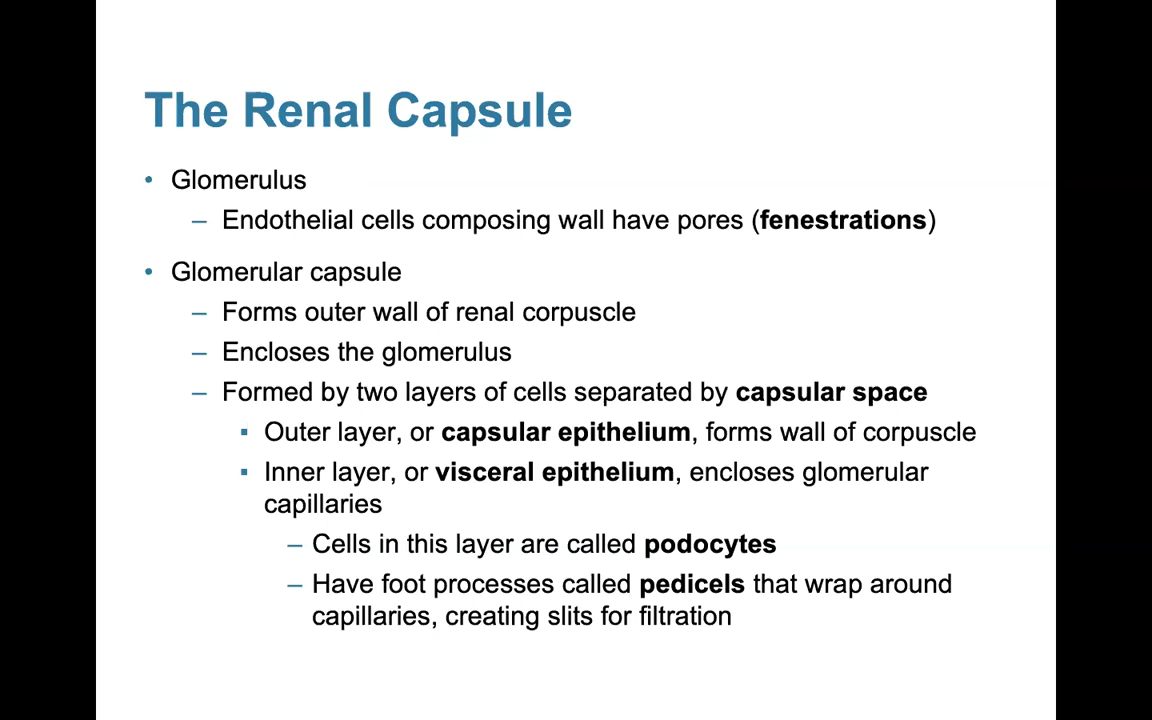 The Renal Capsule
• Glomerulus
– Endothelial cells composing wall have pores (fenestrations)
• Glomerular capsule
– Forms outer wall of renal corpuscle
– Encloses the glomerulus
– Formed by two layers of cells separated by capsular space
▪ Outer layer, or capsular epithelium, forms wall of corpuscle
▪ Inner layer, or visceral epithelium, encloses glomerular
capillaries
– Cells in this layer are called podocytes
– Have foot processes called pedicels that wrap around
capillaries, creating slits for filtration